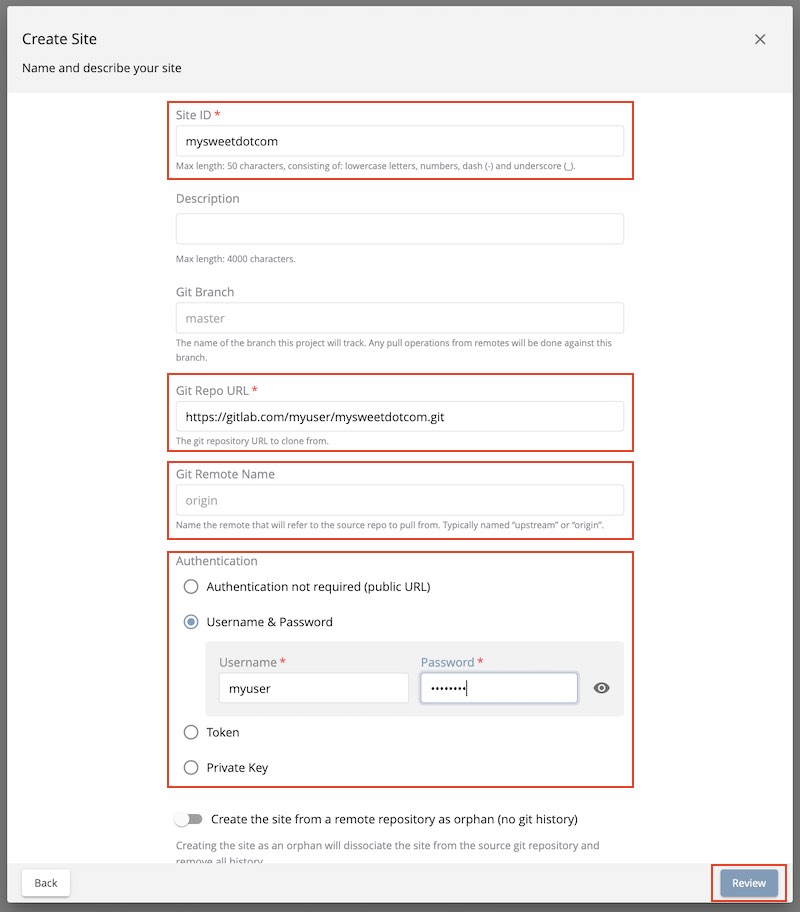 Create Site
Name and describe your site
Site ID *
mysweetdotcom
Max length: 50 characters, consisting of: lowercase letters, numbers, dash (-) and underscore (_).
Description
Max length: 4000 characters.
Git Branch
master
The name of the branch this project will track. Any pull operations from remotes will be done against this
branch.
Git Repo URL *
https://gitlab.com/myuser/mysweetdotcom.git
The git repository URL to clone from.
Git Remote Name
origin
Name the remote that will refer to the source repo to pull from. Typically named “upstream” or “origin”.
Authentication
Authentication not required (public URL)
Username & Password
Username *
Password *
myuser
••••••••
Token
Private Key
Create the site from a remote repository as orphan (no git history)
Creating the site as an orphan will dissociate the site from the source git repository and
remove all history.
Back
Review